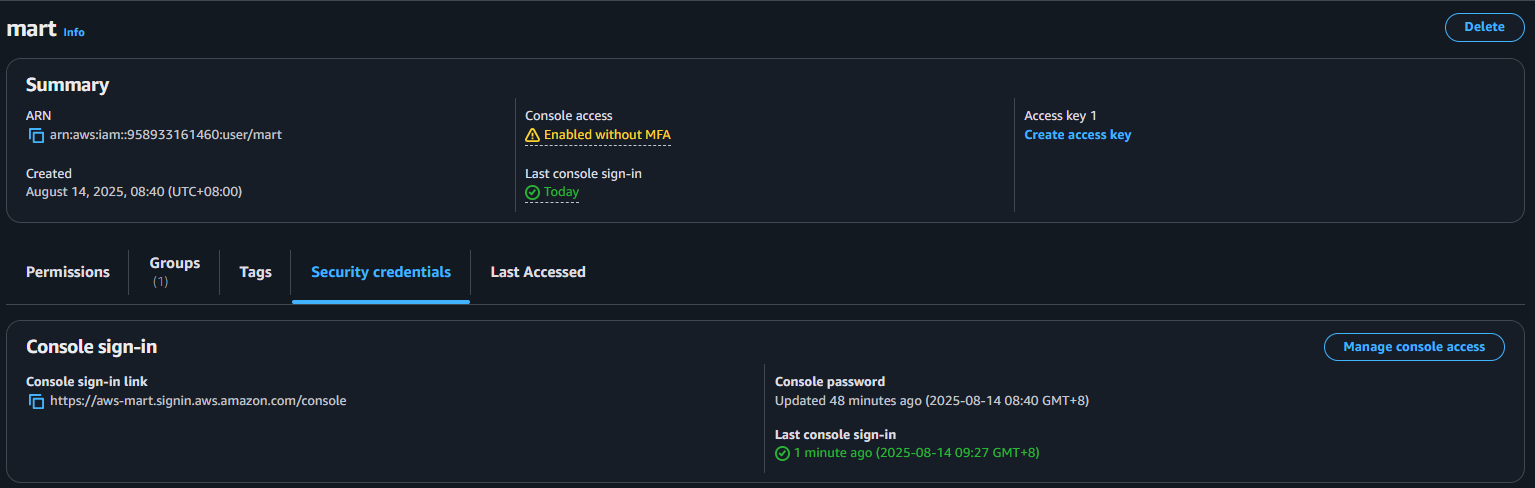 mart Info
Delete
Summary
ARN
arn:aws:iam::958933161460:user/mart
Created
August 14, 2025, 08:40 (UTC+08:00)
Console access
Enabled without MFA
Last console sign-in
Today
Access key 1
Create access key
Permissions
Groups
(1)
Tags
Security credentials
Last Accessed
Console sign-in
Manage console access
Console sign-in link
https://aws-mart.signin.aws.amazon.com/console
Console password
Updated 48 minutes ago (2025-08-14 08:40 GMT+8)
Last console sign-in
1 minute ago (2025-08-14 09:27 GMT+8)